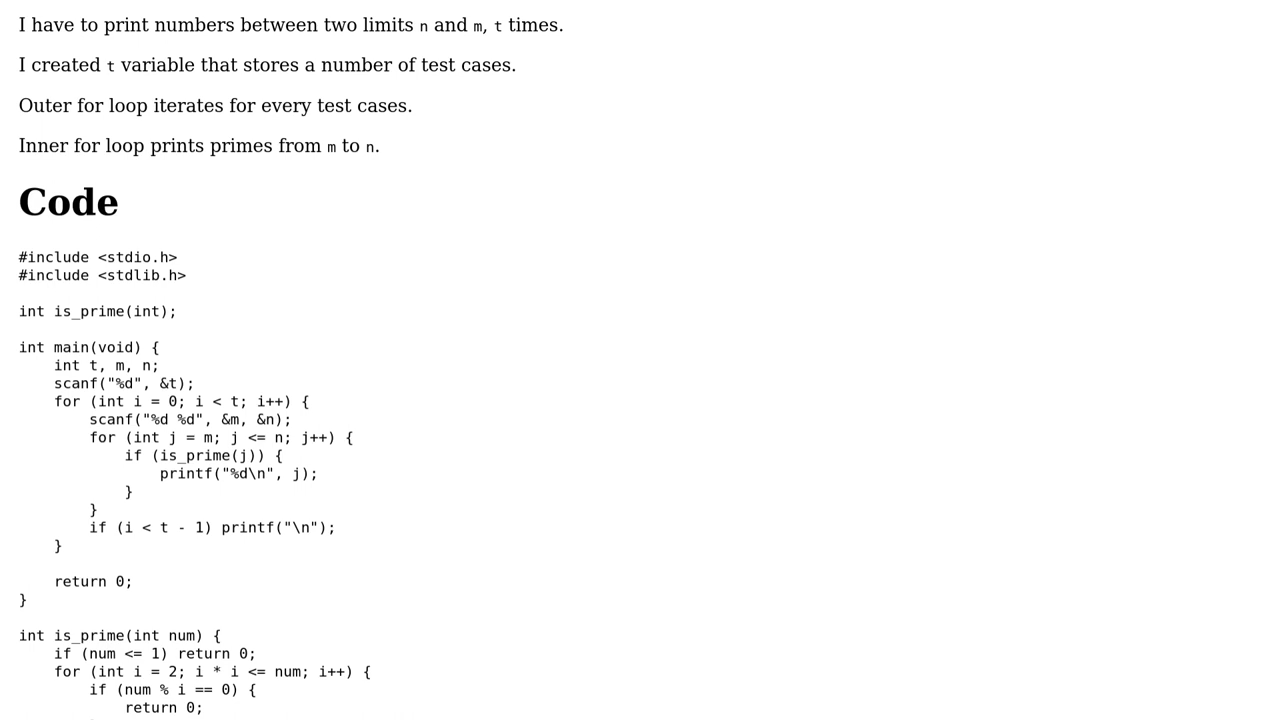 I have to print numbers between two limits n and m, t times.
I created t variable that stores a number of test cases.
Outer for loop iterates for every test cases.
Inner for loop prints primes from m to n.
Code
#include <stdio.h>
#include <stdlib.h>
int is_prime(int);
int main(void) {
    int t, m, n;
    scanf("%d", &t);
    for (int i = 0; i < t; i++) {
        scanf("%d %d", &m, &n);
        for (int j = m; j <= n; j++) {
            if (is_prime(j)) {
                printf("%d\n", j);
            }
        }
        if (i < t - 1) printf("\n");
    }
    return 0;
}
int is_prime(int num) {
    if (num <= 1) return 0;
    for (int i = 2; i * i <= num; i++) {
        if (num % i == 0) {
            return 0;